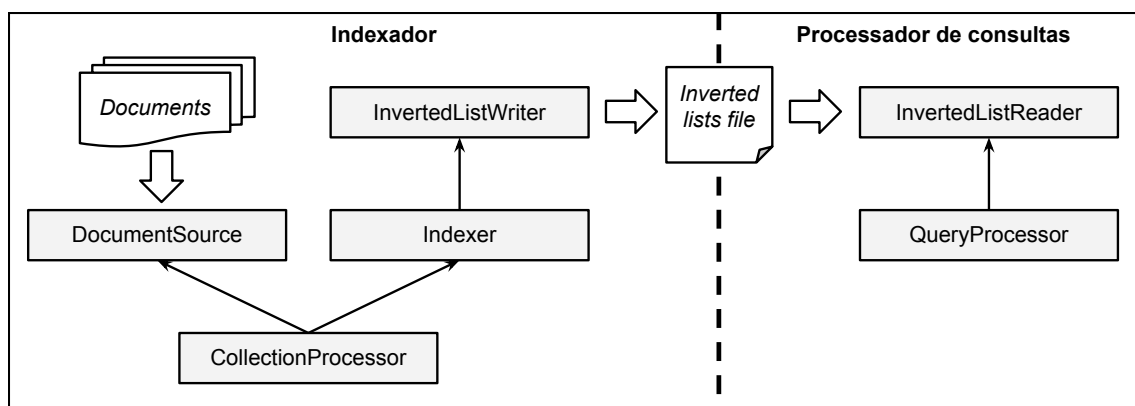 Indexador
Processador de consultas
Documents
InvertedListWriter
Inverted
lists file
InvertedListReader
DocumentSource
Indexer
QueryProcessor
CollectionProcessor